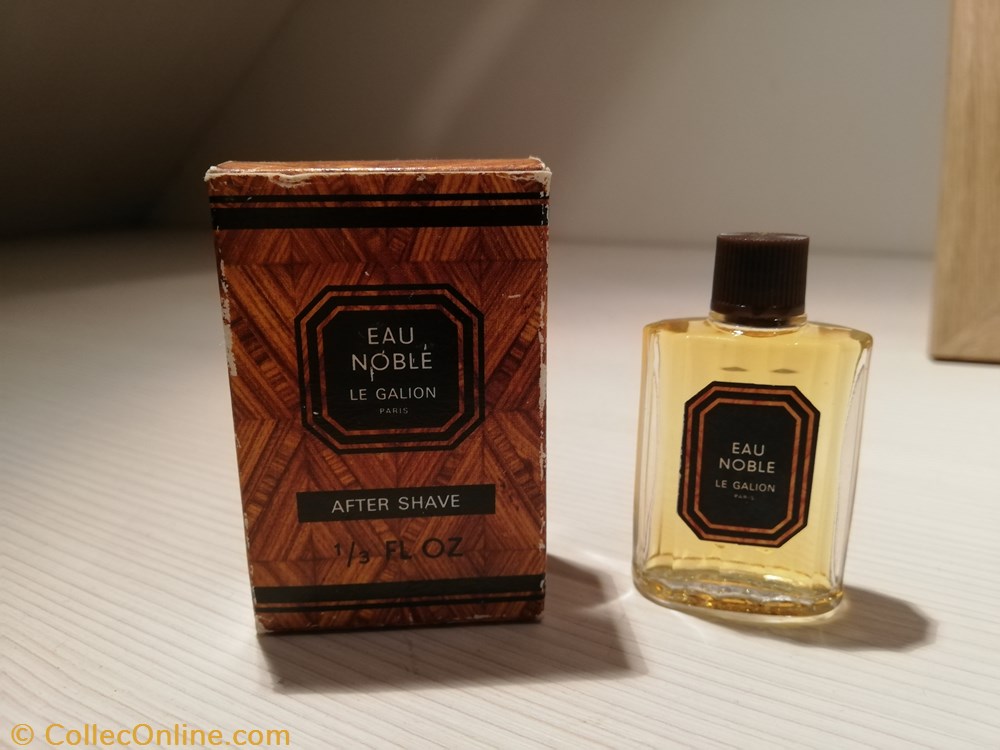 EAU
NOBLE
LE GALION
PARIS
AFTER SHAVE
1/3 FL OZ
EAU
NOBLE
LE GALION
PARIS
© CollecOnline.com